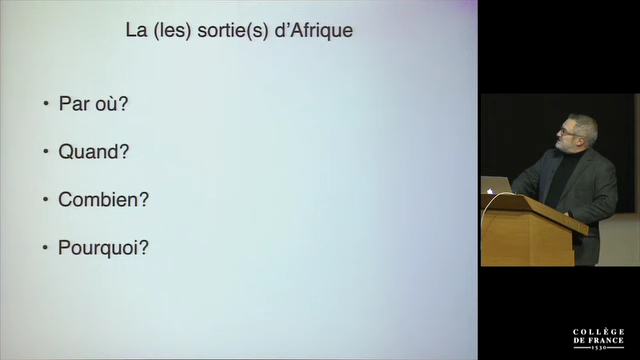 La (les) sortie(s) d'Afrique
• Par où?
• Quand?
• Combien?
• Pourquoi?
COLLÈGE
DE FRANCE
1530